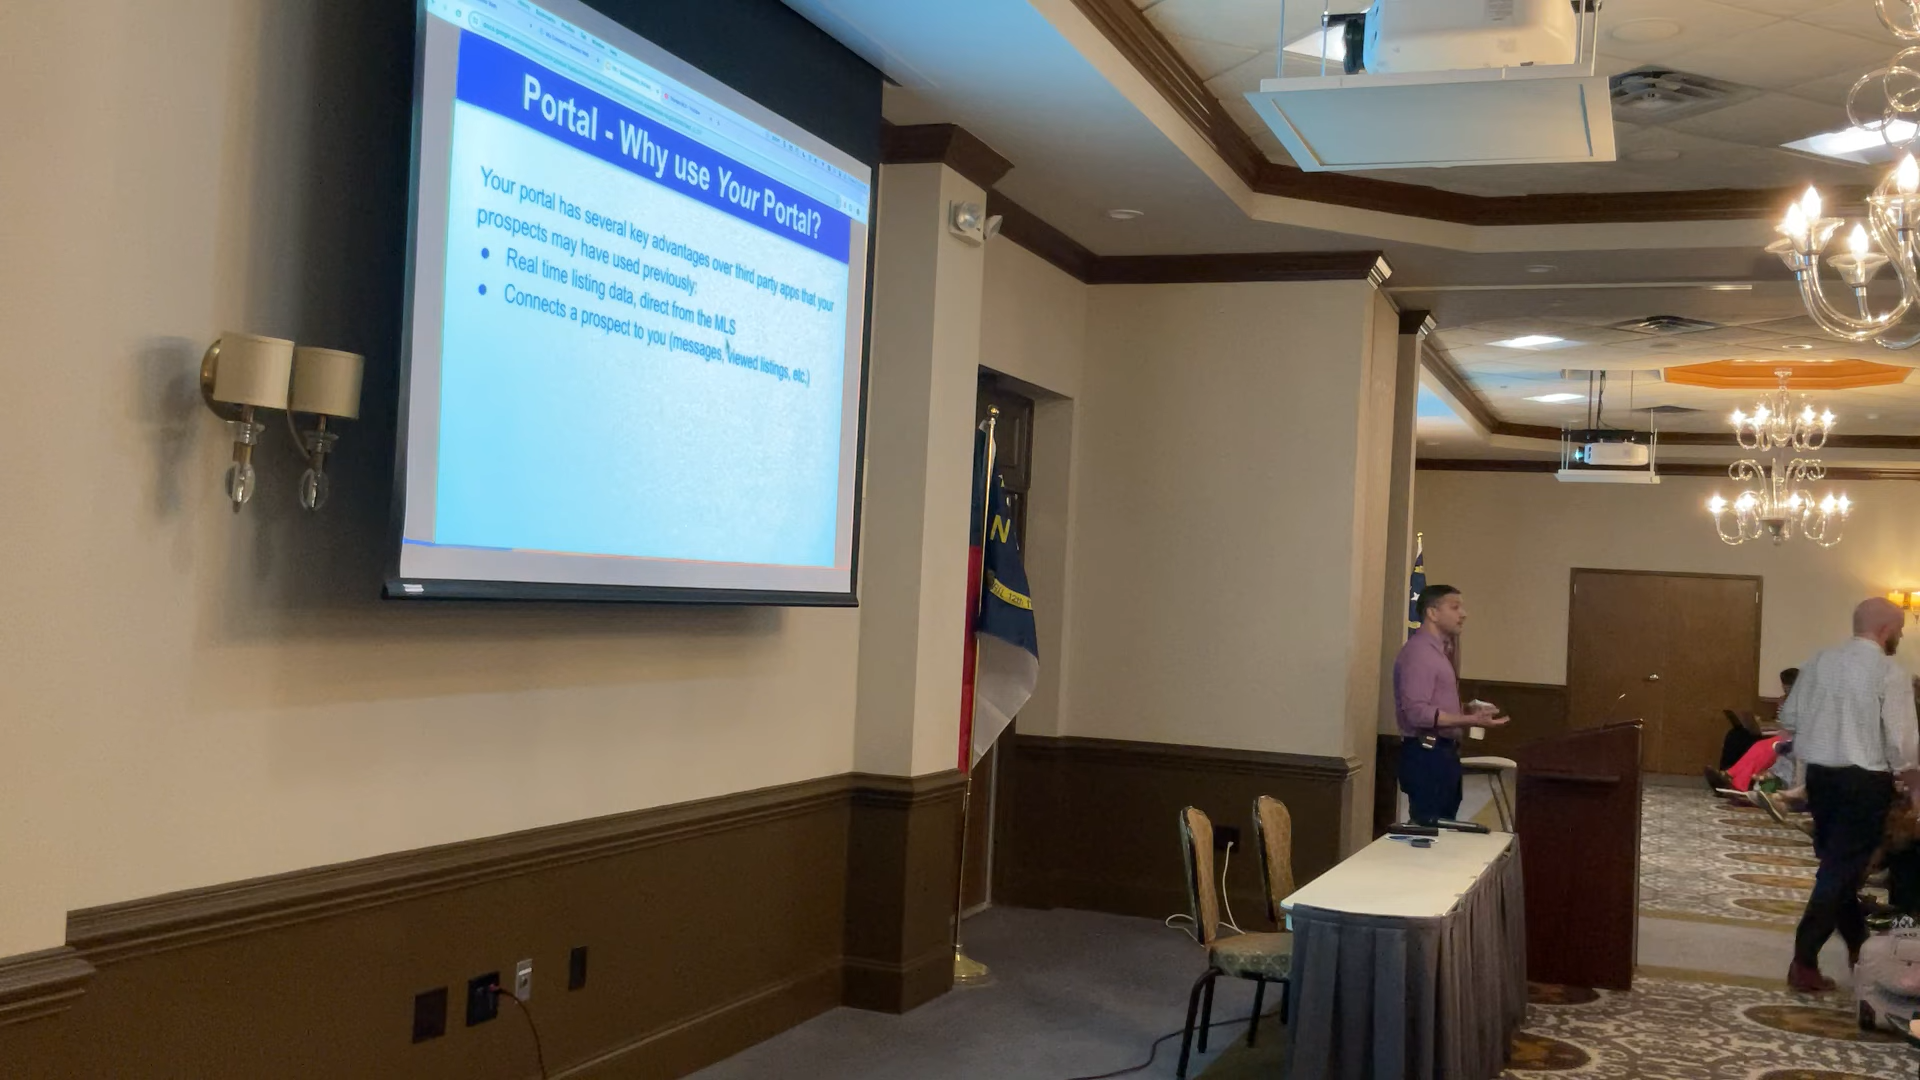 Portal - Why use Your Portal?
Your portal has several key advantages over third party apps that your
prospects may have used previously:
● Real time listing data, direct from the MLS
● Connects a prospect to you (messages, viewed listings, etc.)
N
12th